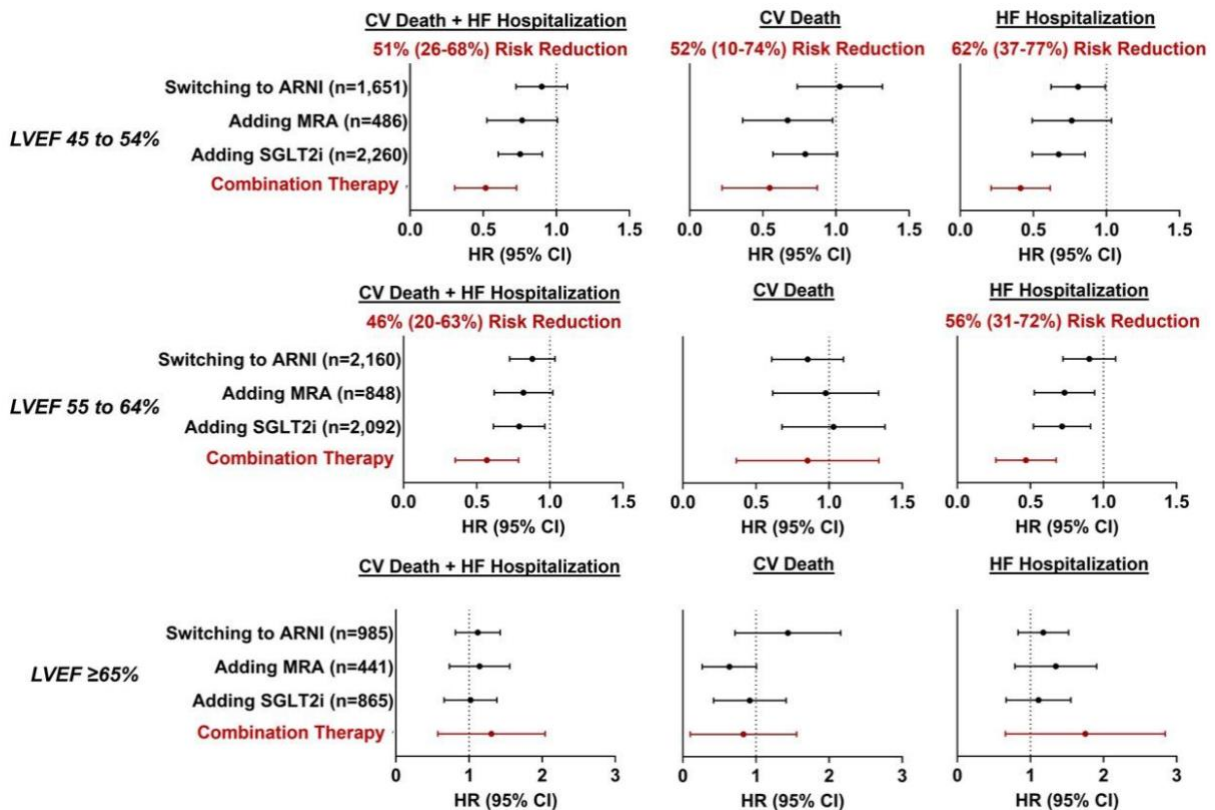 CV Death + HF Hospitalization CV Death HF Hospitalization
51% (26-68%) Risk Reduction 52% (10-74%) Risk Reduction 62% (37-77%) Risk Reduction
LVEF 45 to 54%
Switching to ARNI (n=1,651)
Adding MRA (n=486)
Adding SGLT2i (n=2,260)
Combination Therapy
0.0 0.5 1.0 1.5 0.0 0.5 1.0 1.5 0.0 0.5 1.0 1.5
HR (95% CI) HR (95% CI) HR (95% CI)
CV Death + HF Hospitalization CV Death HF Hospitalization
46% (20-63%) Risk Reduction 56% (31-72%) Risk Reduction
LVEF 55 to 64%
Switching to ARNI (n=2,160)
Adding MRA (n=848)
Adding SGLT2i (n=2,092)
Combination Therapy
0.0 0.5 1.0 1.5 0.0 0.5 1.0 1.5 0.0 0.5 1.0 1.5
HR (95% CI) HR (95% CI) HR (95% CI)
CV Death + HF Hospitalization CV Death HF Hospitalization
LVEF ≥65%
Switching to ARNI (n=985)
Adding MRA (n=441)
Adding SGLT2i (n=865)
Combination Therapy
0 1 2 3 0 1 2 3 0 1 2 3
HR (95% CI) HR (95% CI) HR (95% CI)